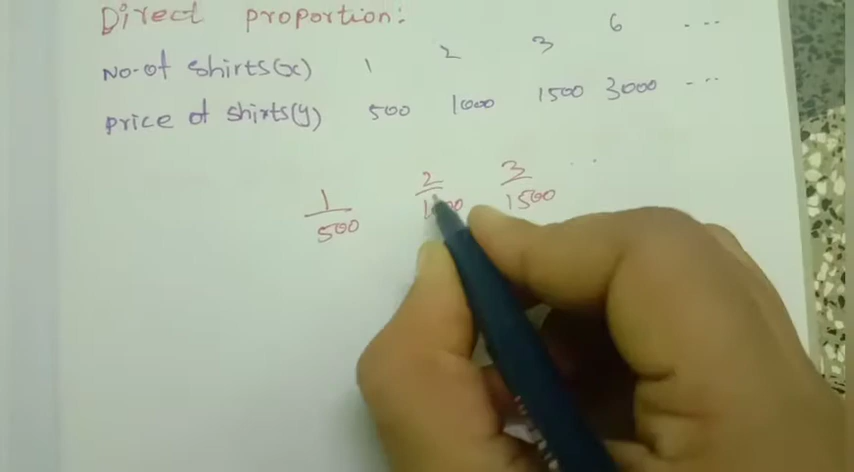 Direct proportion:
No.of shirts(x) 1 2 3 6 ...
price of shirts(y) 500 1000 1500 3000 ...
1/500 2/1000 3/1500 ...